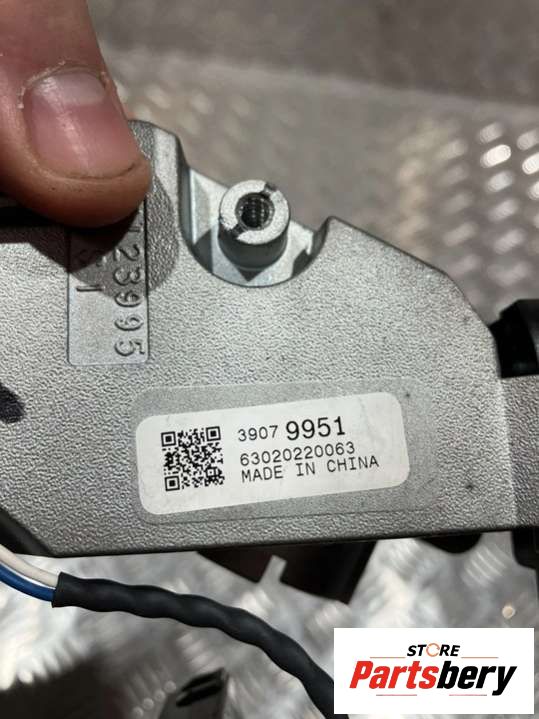 3907 9951
63020220063
MADE IN CHINA
23995
STORE
Partsbery